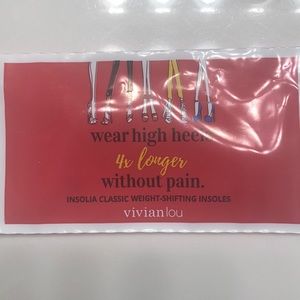 wear high heels
4x longer
without pain.
INSOLIA CLASSIC WEIGHT-SHIFTING INSOLES
vivian lou